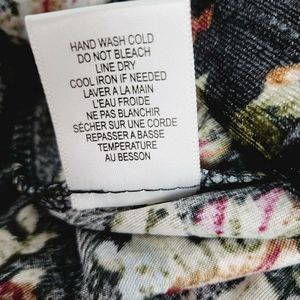 HAND WASH COLD
DO NOT BLEACH
LINE DRY
COOL IRON IF NEEDED
LAVER A LA MAIN
L'EAU FROIDE
NE PAS BLANCHIR
SÉCHER SUR UNE CORDE
REPASSER A BASSE
TEMPERATURE
AU BESSON